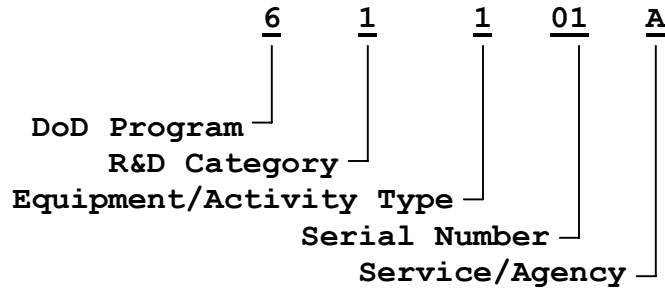 6 1 1 01 A
DoD Program
R&D Category
Equipment/Activity Type
Serial Number
Service/Agency